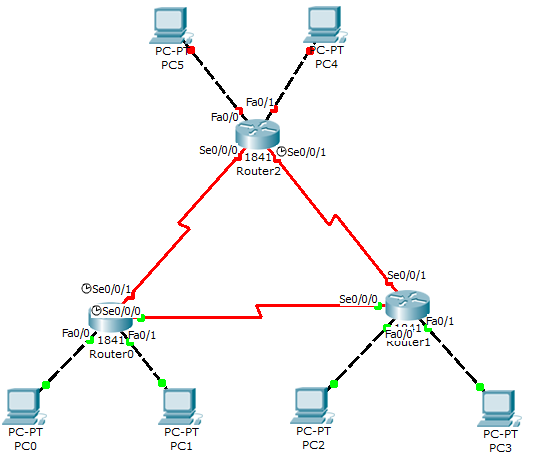 PC-PT
PC5
PC-PT
PC4
Fa0/1
Fa0/0
Se0/0/0
Se0/0/1
1841
Router2
Se0/0/1
Se0/0/1
Se0/0/0
Se0/0/0
Fa0/0
1841
Fa0/1
Router0
Fa0/1
1841
Fa0/0
Router1
PC-PT
PC0
PC-PT
PC1
PC-PT
PC2
PC-PT
PC3